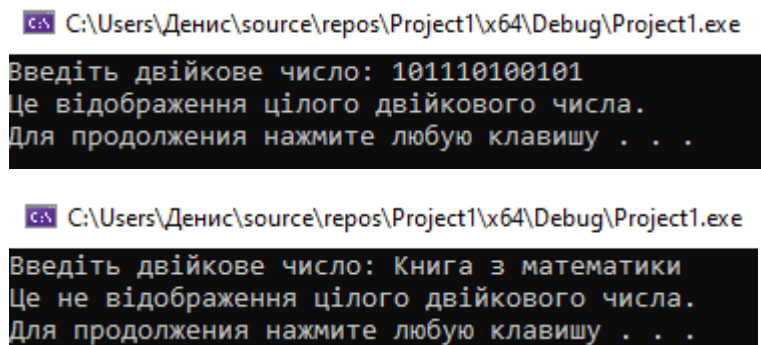 C:\Users\Денис\source\repos\Project1\x64\Debug\Project1.exe
Введіть двійкове число: 101110100101
Це відображення цілого двійкового числа.
Для продолжения нажмите любую клавишу . . .
C:\Users\Денис\source\repos\Project1\x64\Debug\Project1.exe
Введіть двійкове число: Книга з математики
Це не відображення цілого двійкового числа.
Для продолжения нажмите любую клавишу . . .